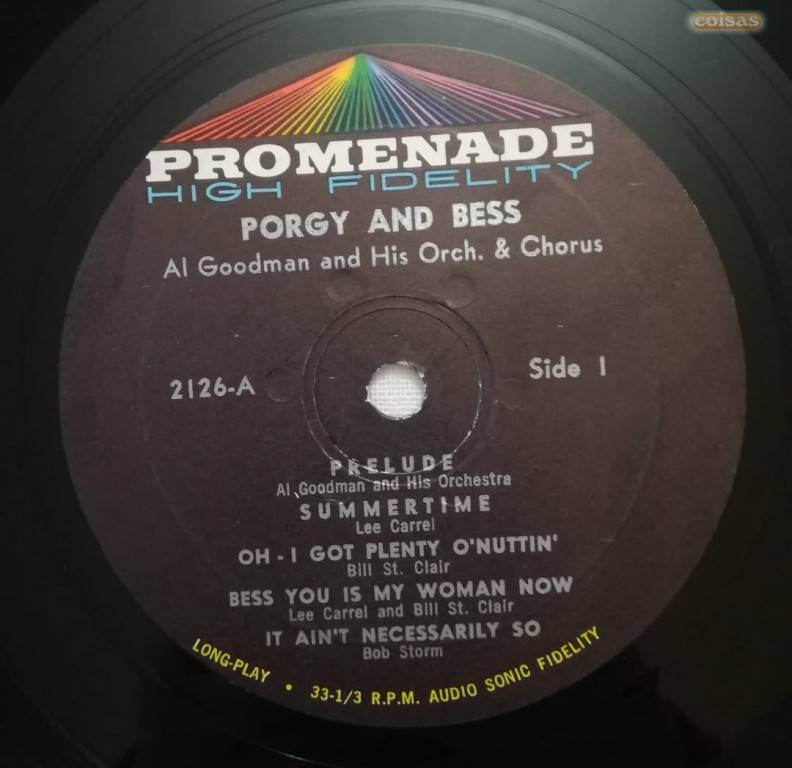 coisas
PROMENADE
HIGH FIDELITY
PORGY AND BESS
Al Goodman and His Orch. & Chorus
2126-A
Side 1
PRELUDE
Al Goodman and His Orchestra
SUMMERTIME
Lee Carrel
OH - I GOT PLENTY O'NUTTIN'
Bill St. Clair
BESS YOU IS MY WOMAN NOW
Lee Carrel and Bill St. Clair
IT AIN'T NECESSARILY SO
Bob Storm
LONG-PLAY • 33-1/3 R.P.M. AUDIO SONIC FIDELITY